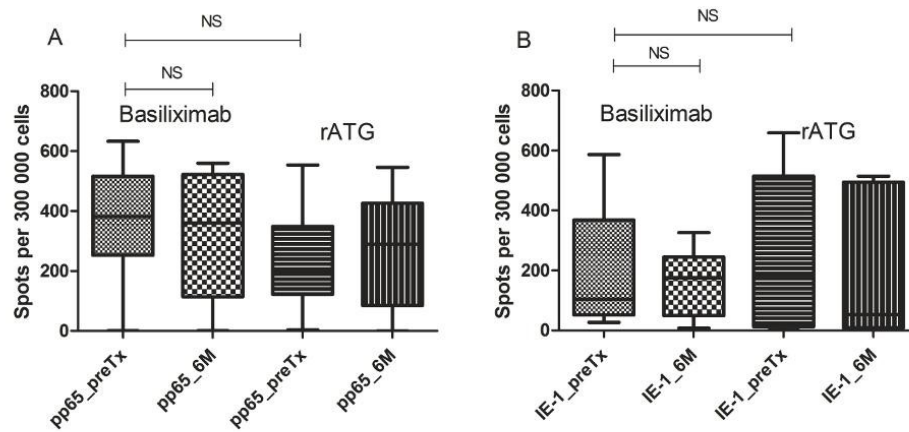 A
NS
NS
Basiliximab
rATG
Spots per 300 000 cells
800
600
400
200
0
pp65_preTx
pp65_6M
pp65_preTx
pp65_6M
B
NS
NS
Basiliximab
rATG
Spots per 300 000 cells
800
600
400
200
0
IE-1_preTx
IE-1_6M
IE-1_preTx
IE-1_6M